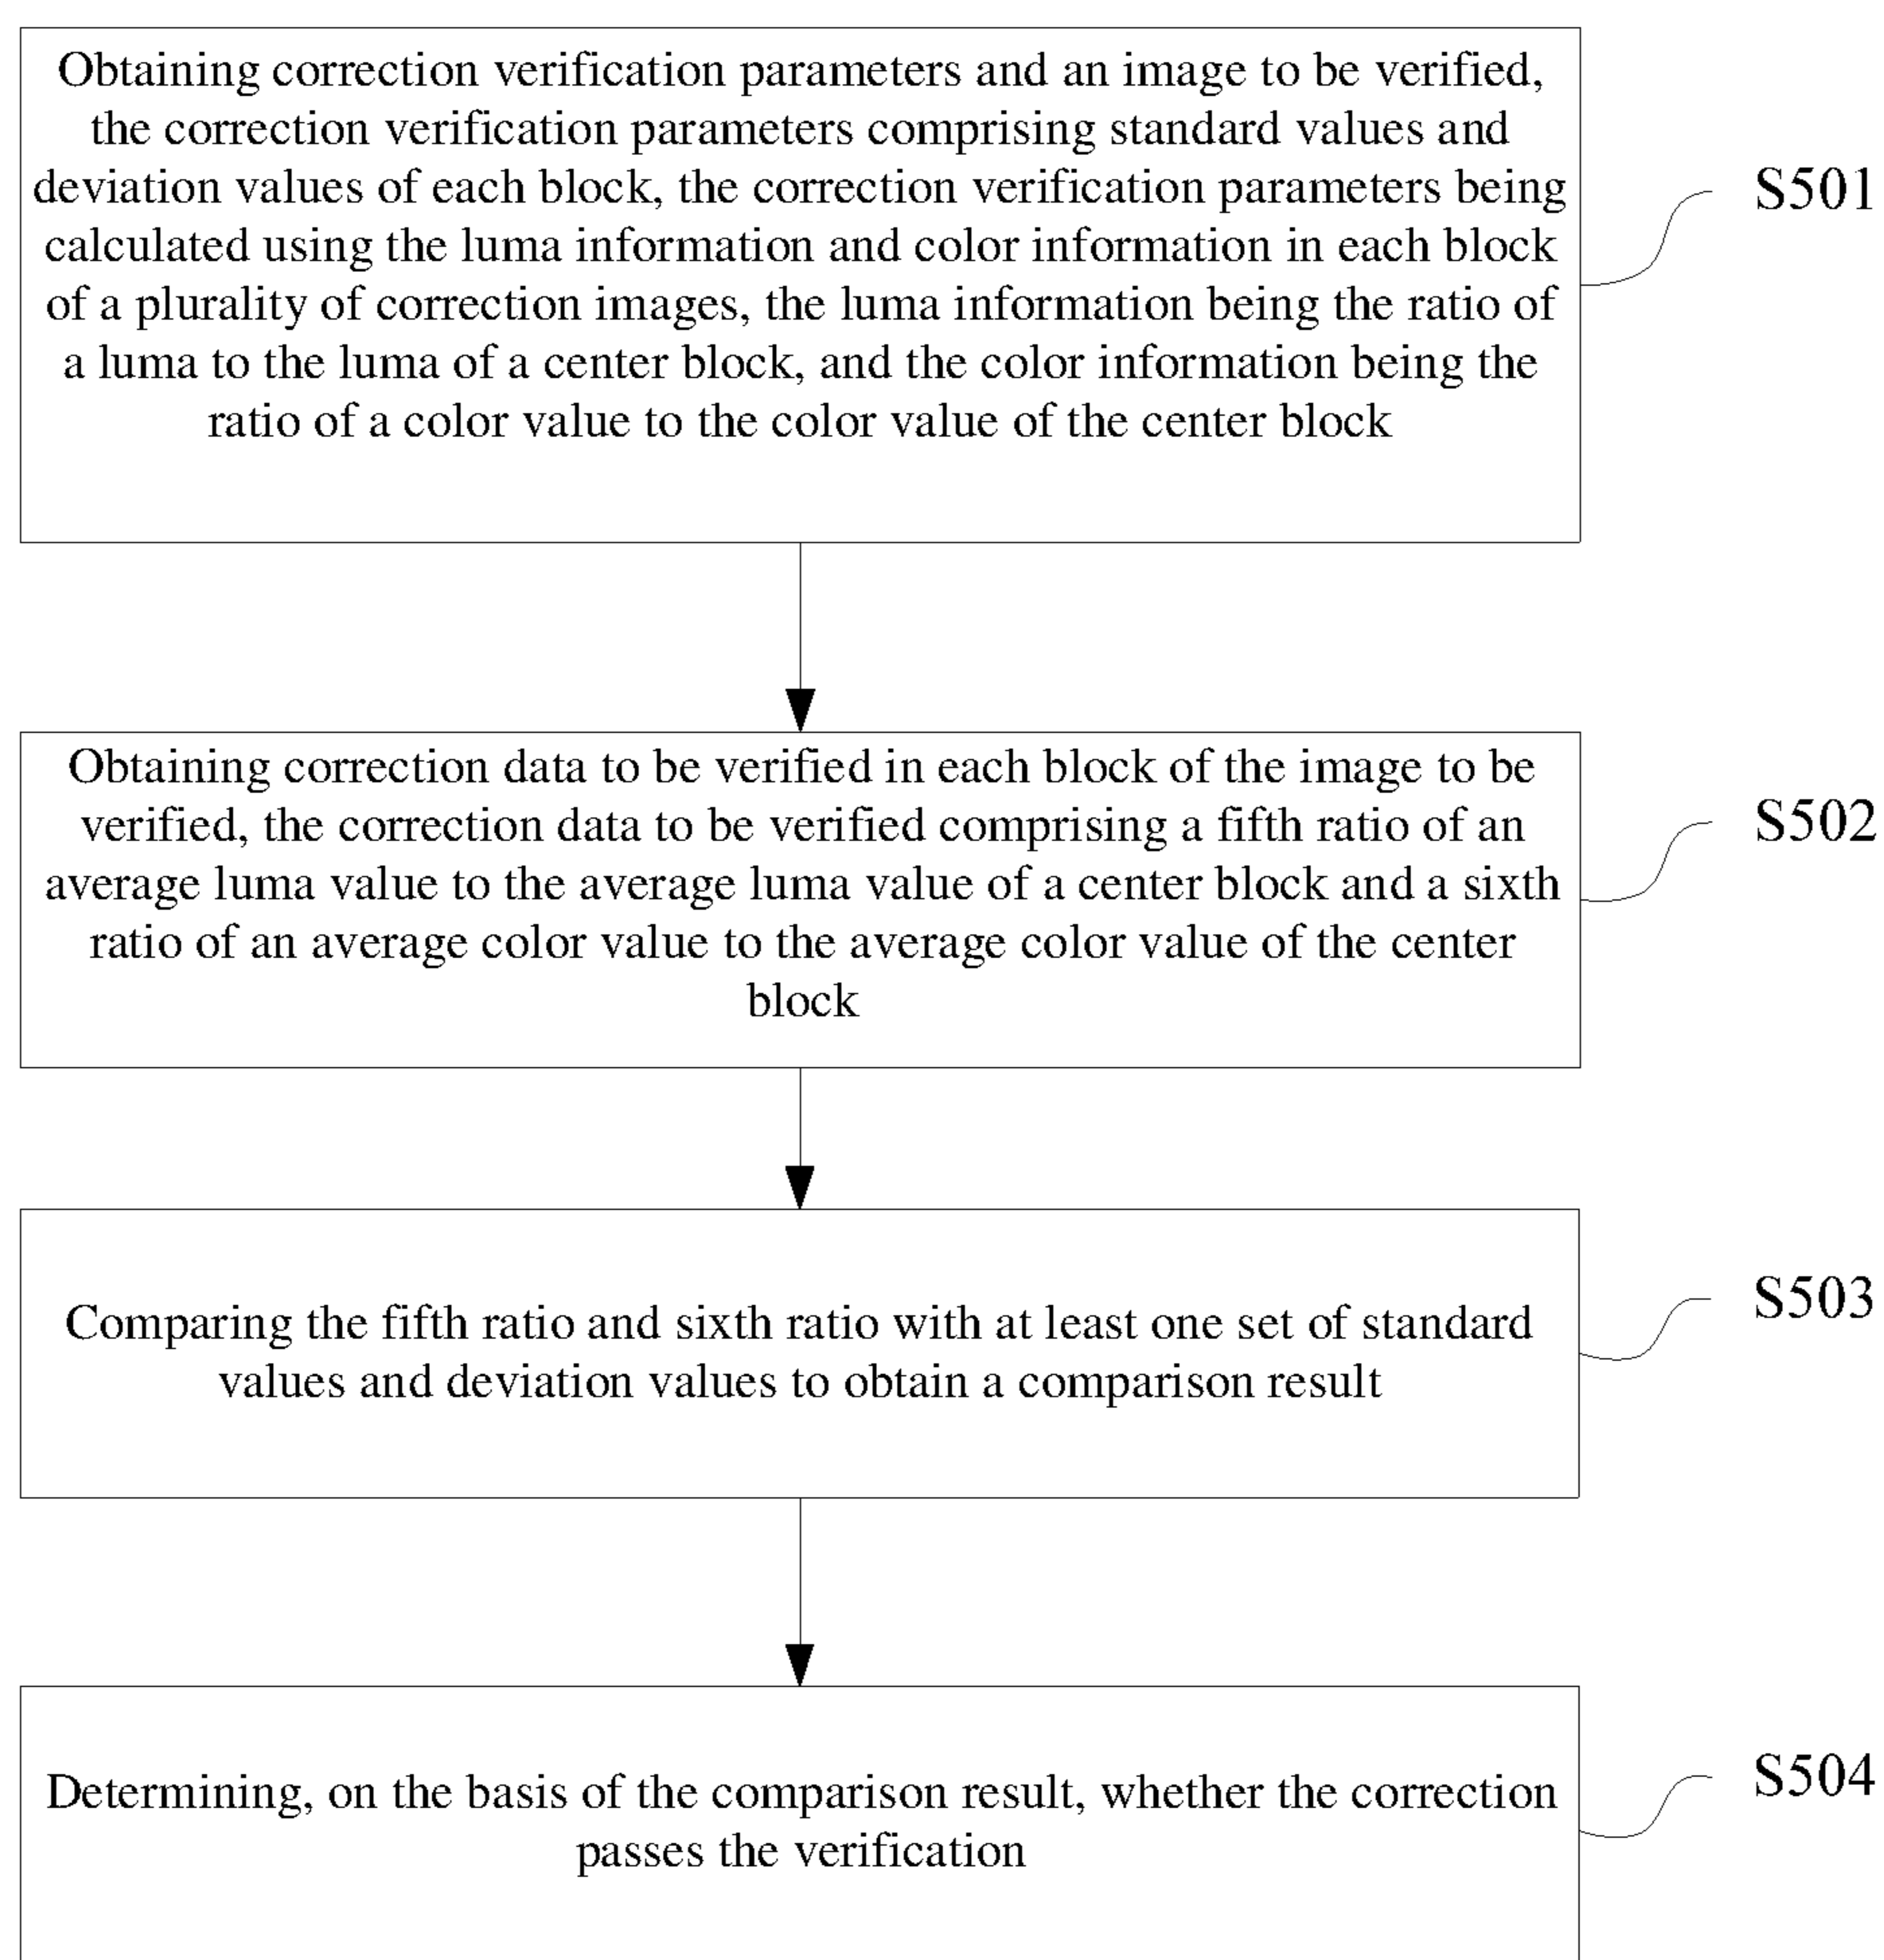 Obtaining correction verification parameters and an image to be verified,
the correction verification parameters comprising standard values and
deviation values of each block, the correction verification parameters being
calculated using the luma information and color information in each block
of a plurality of correction images, the luma information being the ratio of
a luma to the luma of a center block, and the color information being the
ratio of a color value to the color value of the center block
S501
Obtaining correction data to be verified in each block of the image to be
verified, the correction data to be verified comprising a fifth ratio of an
average luma value to the average luma value of a center block and a sixth
ratio of an average color value to the average color value of the center
block
S502
Comparing the fifth ratio and sixth ratio with at least one set of standard
values and deviation values to obtain a comparison result
S503
Determining, on the basis of the comparison result, whether the correction
passes the verification
S504